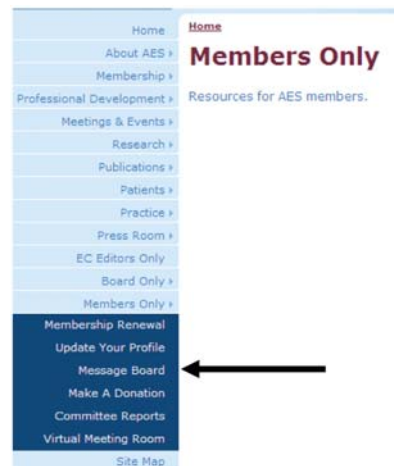 Home
About AES
Membership
Professional Development
Meetings & Events
Research
Publications
Patients
Practice
Press Room
EC Editors Only
Board Only
Members Only
Membership Renewal
Update Your Profile
Message Board
Make A Donation
Committee Reports
Virtual Meeting Room
Site Map
Home
Members Only
Resources for AES members.